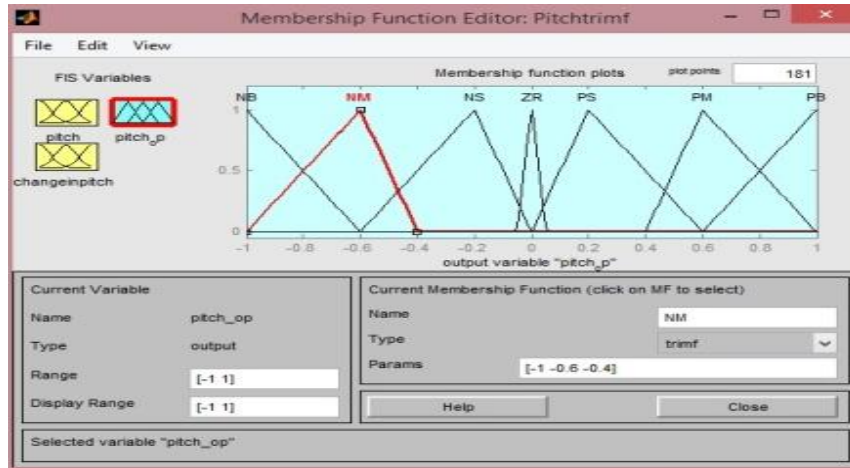 Membership Function Editor: Pitchtrimf
File Edit View
FIS Variables
Membership function plots
plot points
181
pitch
pitch_op
changeinpitch
NB NM NS ZR PS PM PB
1
0.5
0
-1 -0.8 -0.6 -0.4 -0.2 0 0.2 0.4 0.6 0.8 1
output variable "pitch_op"
Current Variable
Name pitch_op
Type output
Range [-1 1]
Display Range [-1 1]
Current Membership Function (click on MF to select)
Name NM
Type trimf
Params [-1 -0.6 -0.4]
Help Close
Selected variable "pitch_op"